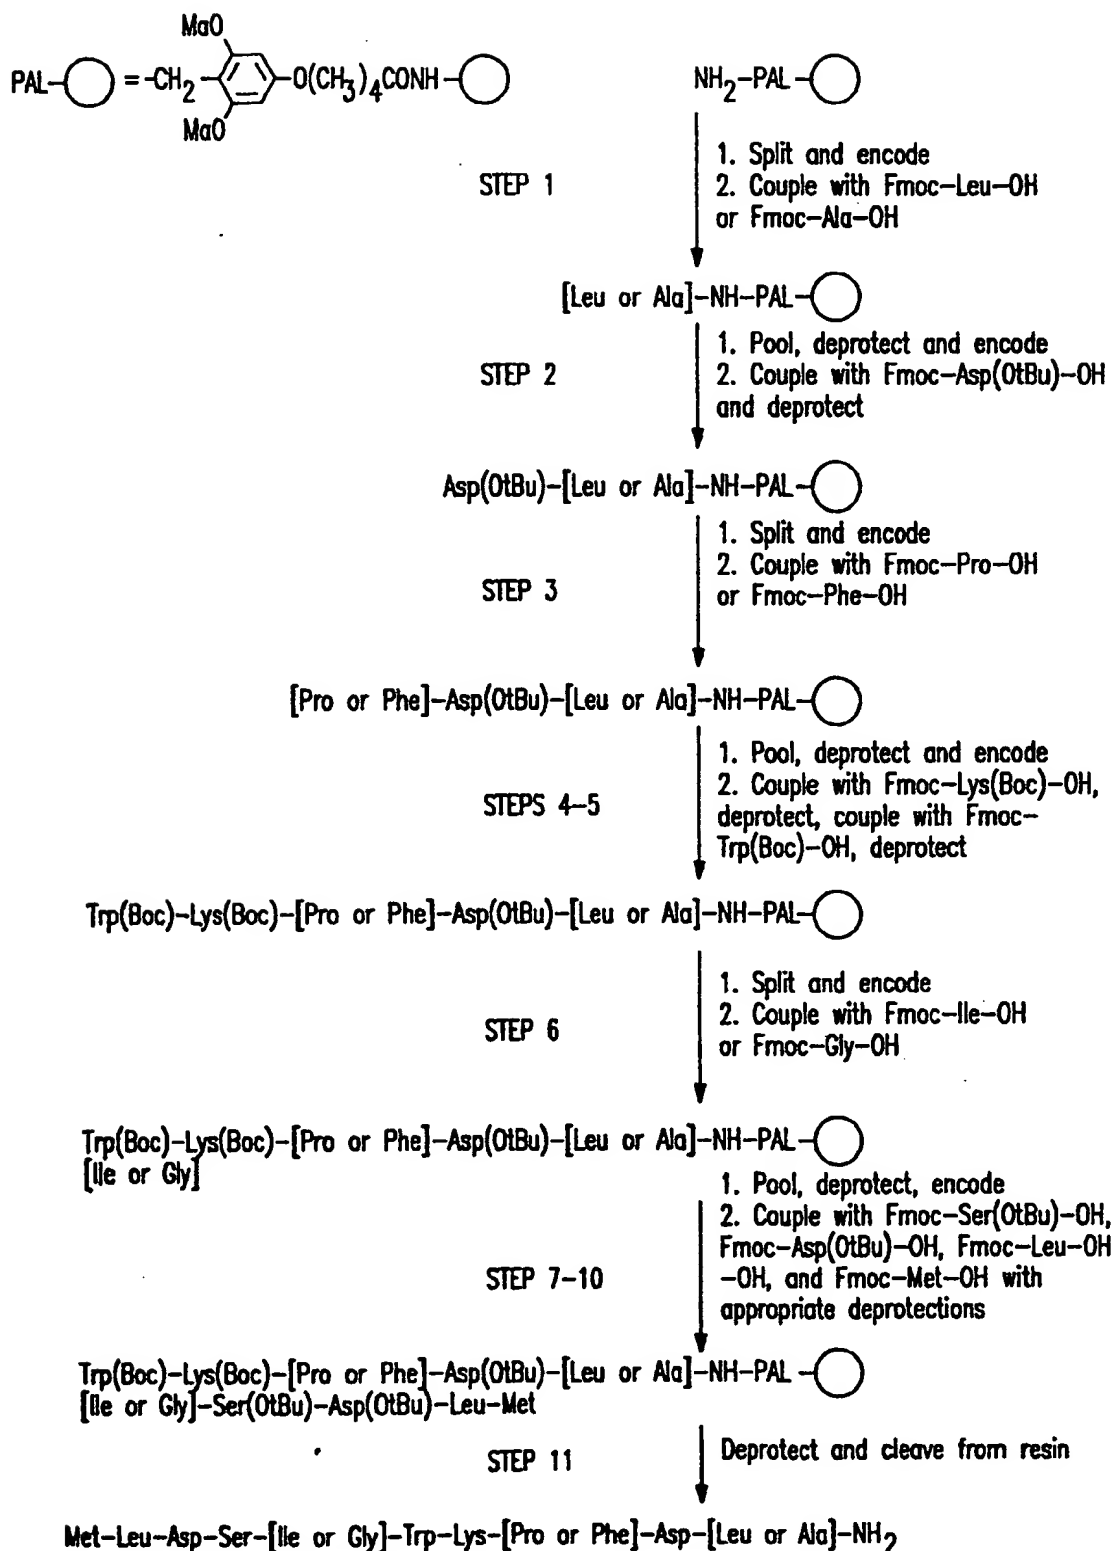 MaO
PAL- =-CH2- -O(CH3)4CONH-
MaO
NH2-PAL-
STEP 1
1. Split and encode
2. Couple with Fmoc-Leu-OH
or Fmoc-Ala-OH
[Leu or Ala]-NH-PAL-
STEP 2
1. Pool, deprotect and encode
2. Couple with Fmoc-Asp(OtBu)-OH
and deprotect
Asp(OtBu)-[Leu or Ala]-NH-PAL-
STEP 3
1. Split and encode
2. Couple with Fmoc-Pro-OH
or Fmoc-Phe-OH
[Pro or Phe]-Asp(OtBu)-[Leu or Ala]-NH-PAL-
STEPS 4-5
1. Pool, deprotect and encode
2. Couple with Fmoc-Lys(Boc)-OH,
deprotect, couple with Fmoc-
Trp(Boc)-OH, deprotect
Trp(Boc)-Lys(Boc)-[Pro or Phe]-Asp(OtBu)-[Leu or Ala]-NH-PAL-
STEP 6
1. Split and encode
2. Couple with Fmoc-Ile-OH
or Fmoc-Gly-OH
Trp(Boc)-Lys(Boc)-[Pro or Phe]-Asp(OtBu)-[Leu or Ala]-NH-PAL-
[Ile or Gly]
STEP 7-10
1. Pool, deprotect, encode
2. Couple with Fmoc-Ser(OtBu)-OH,
Fmoc-Asp(OtBu)-OH, Fmoc-Leu-OH
-OH, and Fmoc-Met-OH with
appropriate deprotections
Trp(Boc)-Lys(Boc)-[Pro or Phe]-Asp(OtBu)-[Leu or Ala]-NH-PAL-
[Ile or Gly]-Ser(OtBu)-Asp(OtBu)-Leu-Met
STEP 11
Deprotect and cleave from resin
Met-Leu-Asp-Ser-[Ile or Gly]-Trp-Lys-[Pro or Phe]-Asp-[Leu or Ala]-NH2